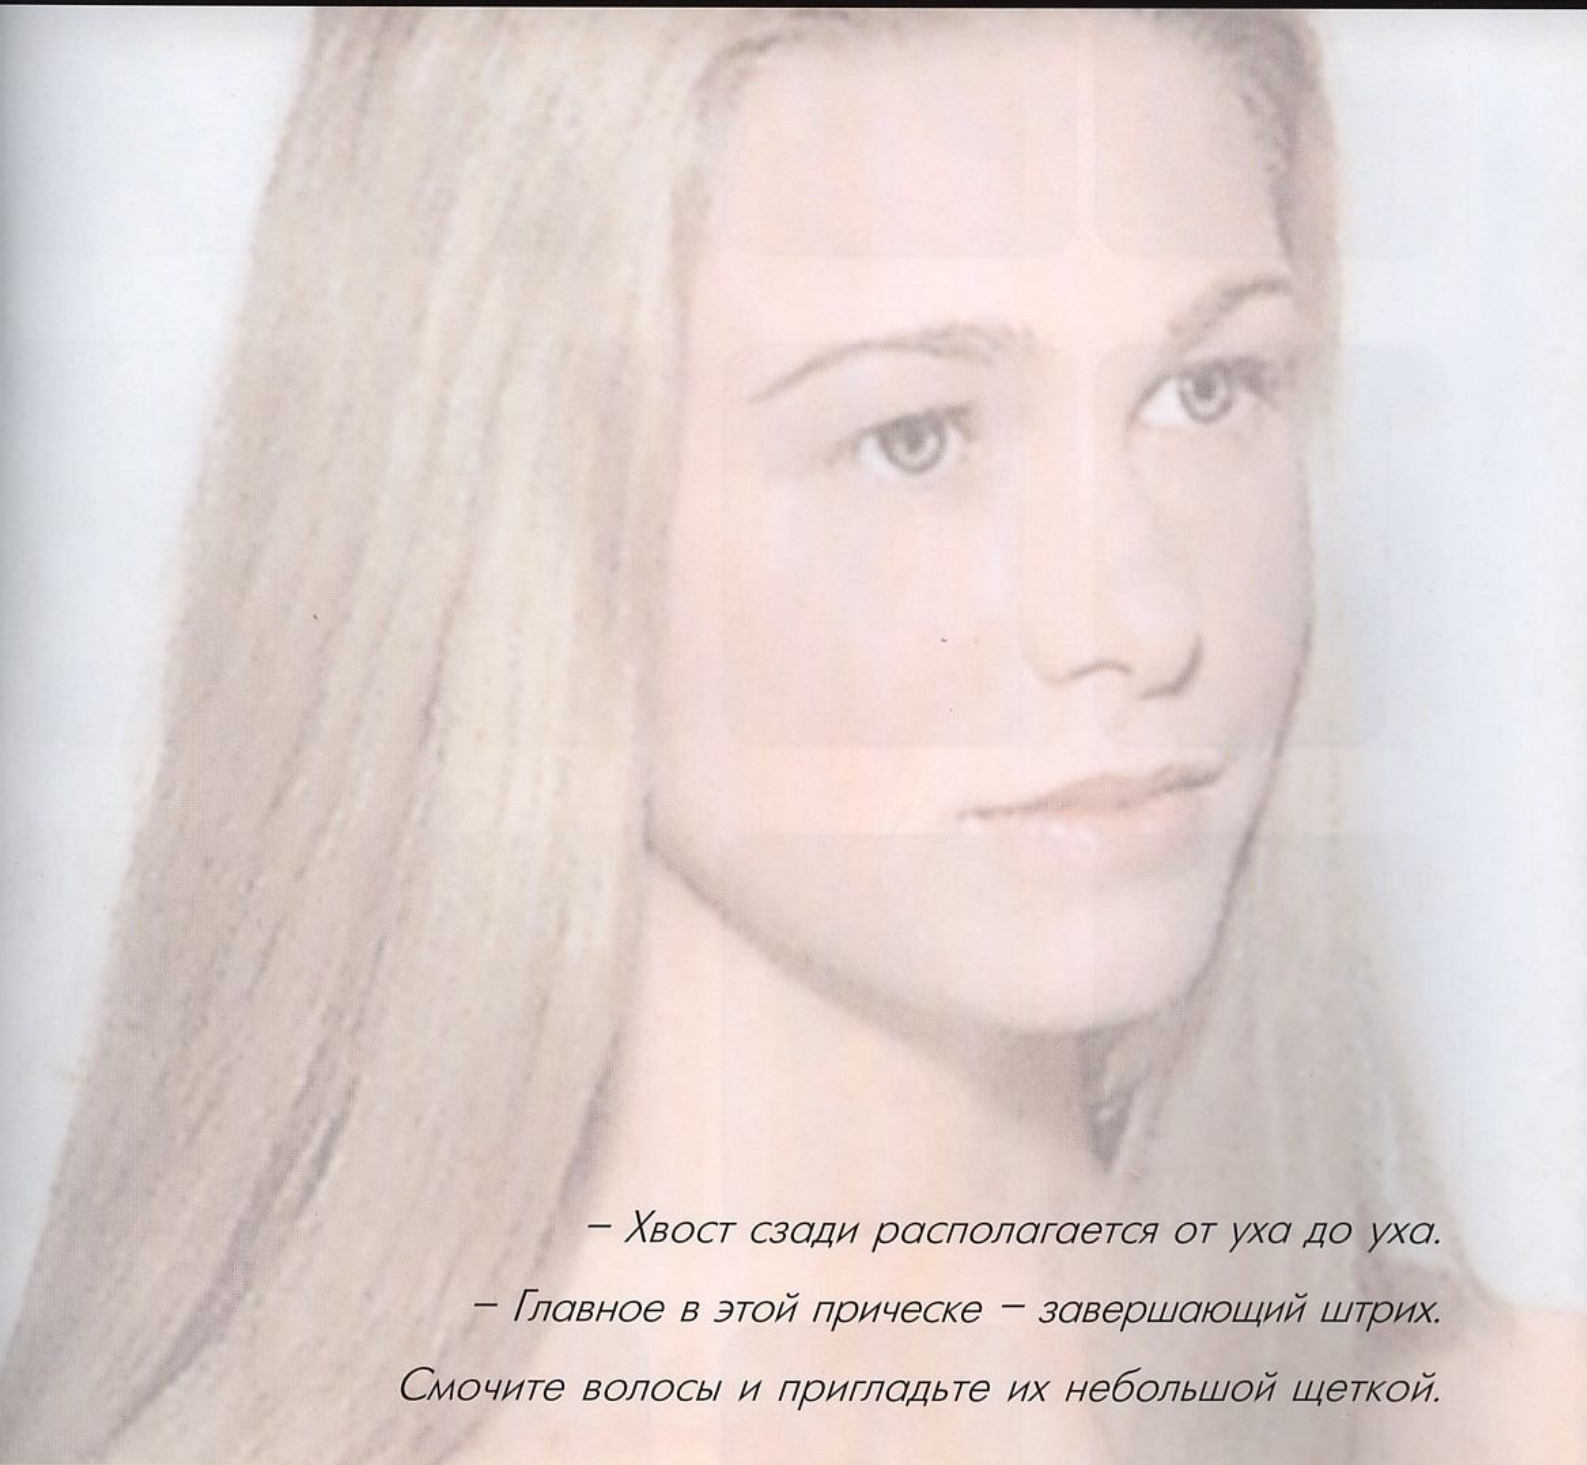 – Хвост сзади располагается от уха до уха.
– Главное в этой прическе – завершающий штрих.
Смочите волосы и пригладьте их небольшой щеткой.